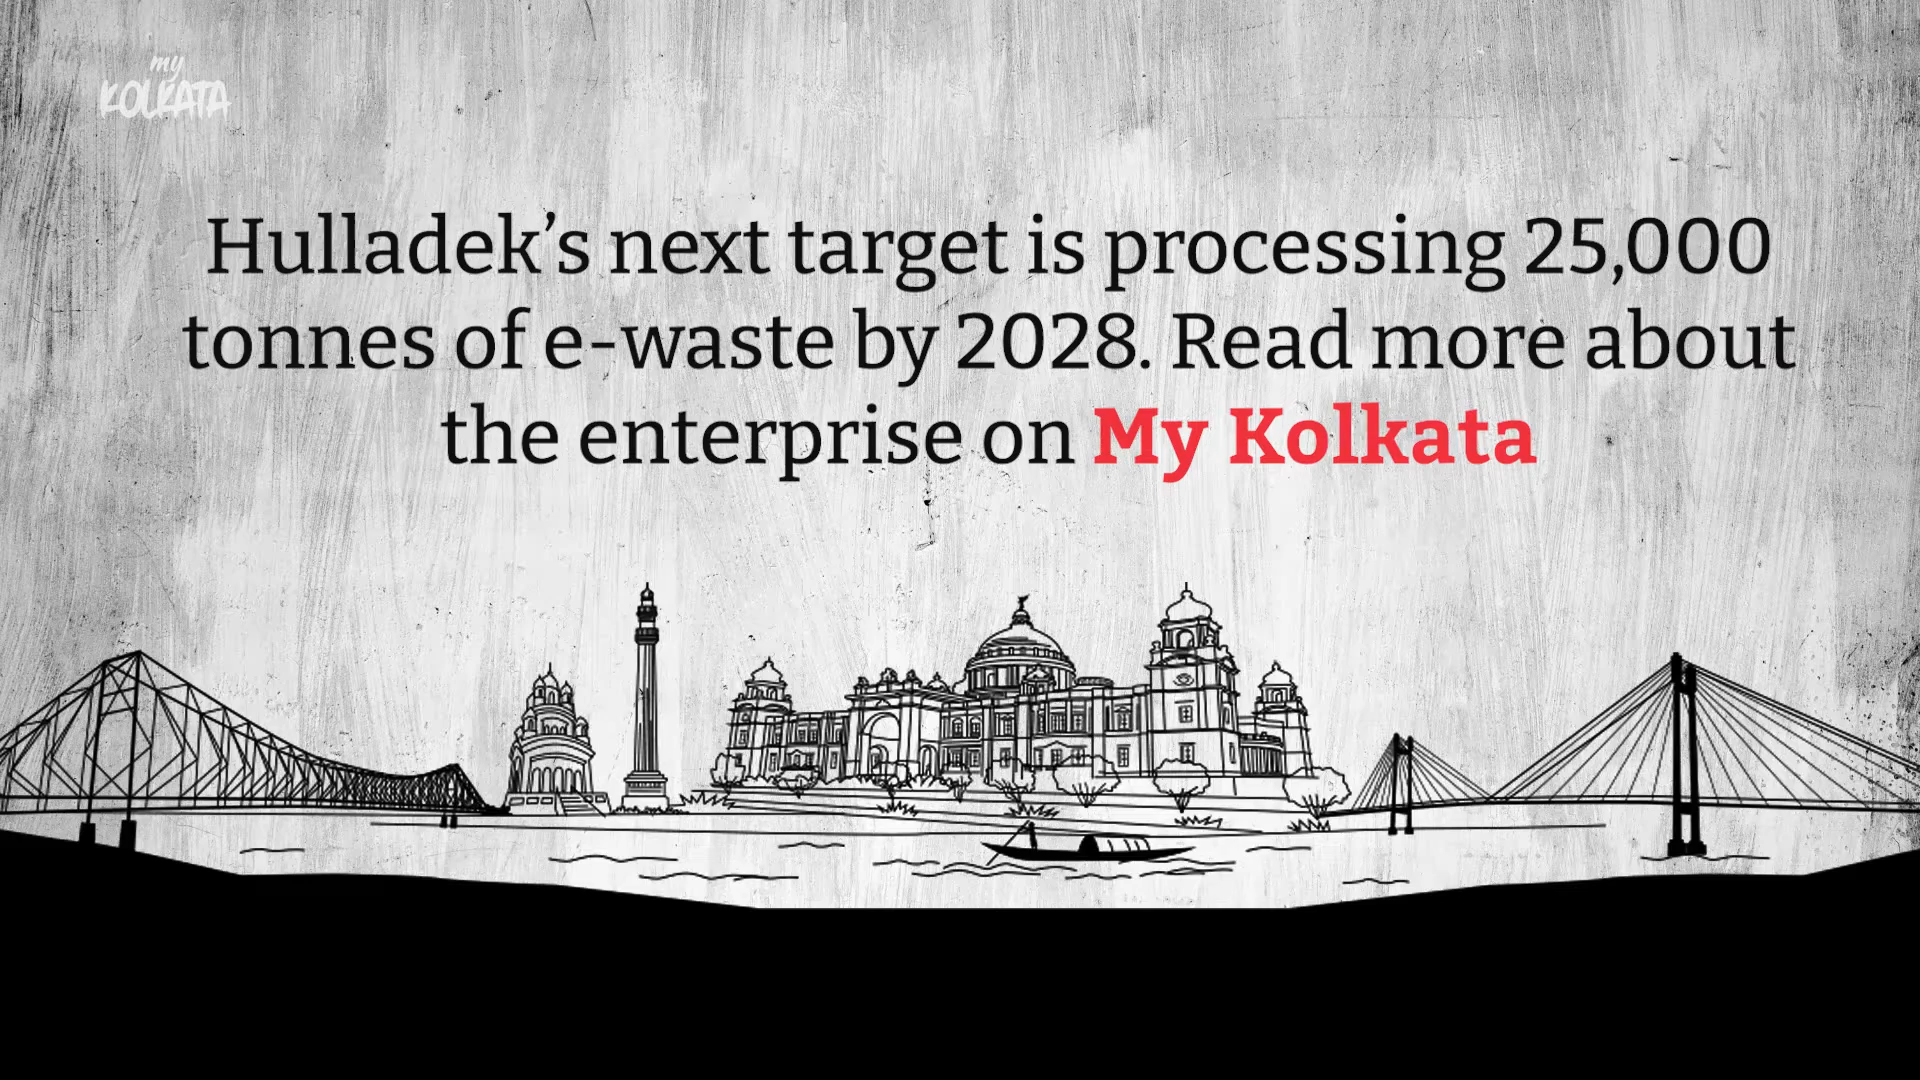 my
KOLKATA
Hulladek’s next target is processing 25,000
tonnes of e-waste by 2028. Read more about
the enterprise on My Kolkata